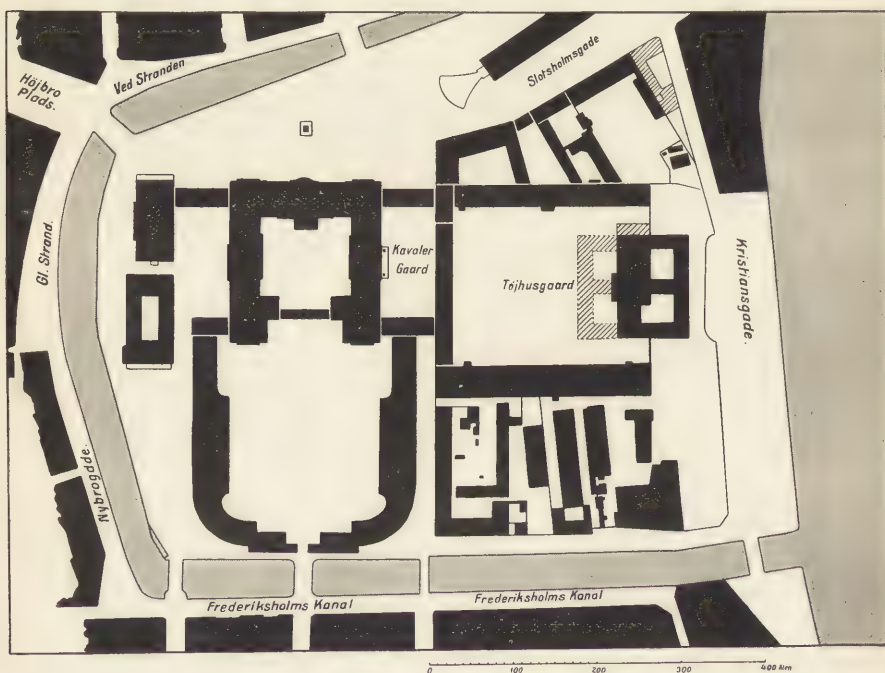 Höjbro
Plads.
Ved Stranden
Slotsholmsgade
Gl. Strand.
Kavaler
Gaard
Töjhusgaard
Kristiansgade.
Nybrogade.
Frederiksholms Kanal
Frederiksholms Kanal
0 100 200 300 400 Aln